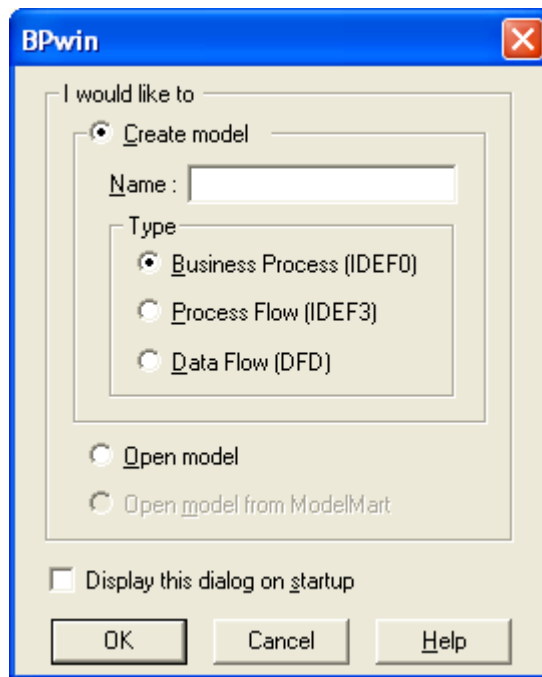 BPwin
I would like to
Create model
Name :
Type
Business Process (IDEF0)
Process Flow (IDEF3)
Data Flow (DFD)
Open model
Open model from ModelMart
Display this dialog on startup
OK Cancel Help